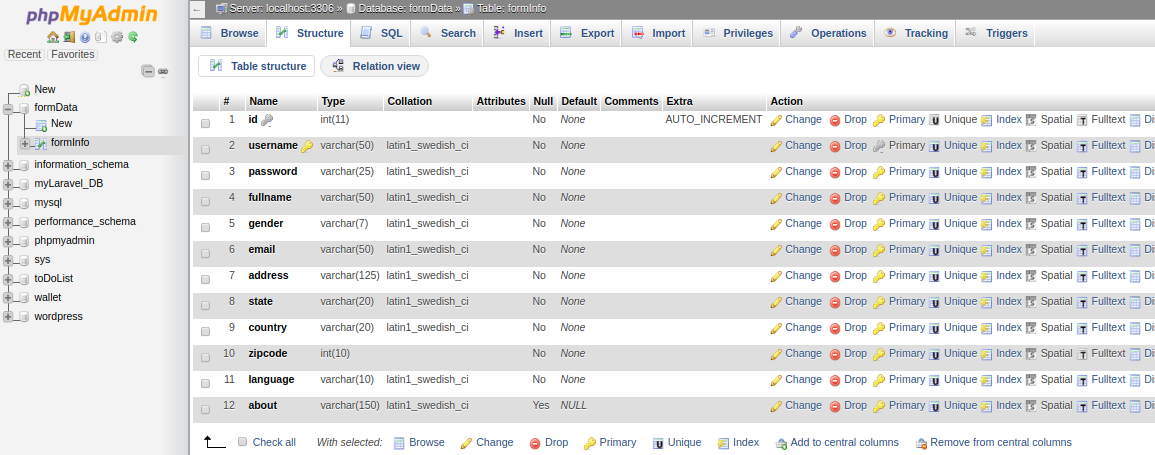 phpMyAdmin
Recent Favorites
New
formData
New
formInfo
information_schema
myLaravel_DB
mysql
performance_schema
phpmyadmin
sys
toDoList
wallet
wordpress
Server: localhost:3306 » Database: formData » Table: formInfo
Browse Structure SQL Search Insert Export Import Privileges Operations Tracking Triggers
Table structure Relation view
# Name Type Collation Attributes Null Default Comments Extra Action
1 id int(11) No None AUTO_INCREMENT Change Drop Primary Unique Index Spatial Fulltext Di
2 username varchar(50) latin1_swedish_ci No None Change Drop Primary Unique Index Spatial Fulltext Di
3 password varchar(25) latin1_swedish_ci No None Change Drop Primary Unique Index Spatial Fulltext Di
4 fullname varchar(50) latin1_swedish_ci No None Change Drop Primary Unique Index Spatial Fulltext Di
5 gender varchar(7) latin1_swedish_ci No None Change Drop Primary Unique Index Spatial Fulltext Di
6 email varchar(50) latin1_swedish_ci No None Change Drop Primary Unique Index Spatial Fulltext Di
7 address varchar(125) latin1_swedish_ci No None Change Drop Primary Unique Index Spatial Fulltext Di
8 state varchar(20) latin1_swedish_ci No None Change Drop Primary Unique Index Spatial Fulltext Di
9 country varchar(20) latin1_swedish_ci No None Change Drop Primary Unique Index Spatial Fulltext Di
10 zipcode int(10) No None Change Drop Primary Unique Index Spatial Fulltext Di
11 language varchar(10) latin1_swedish_ci No None Change Drop Primary Unique Index Spatial Fulltext Di
12 about varchar(150) latin1_swedish_ci Yes NULL Change Drop Primary Unique Index Spatial Fulltext Di
Check all With selected: Browse Change Drop Primary Unique Index Add to central columns Remove from central columns